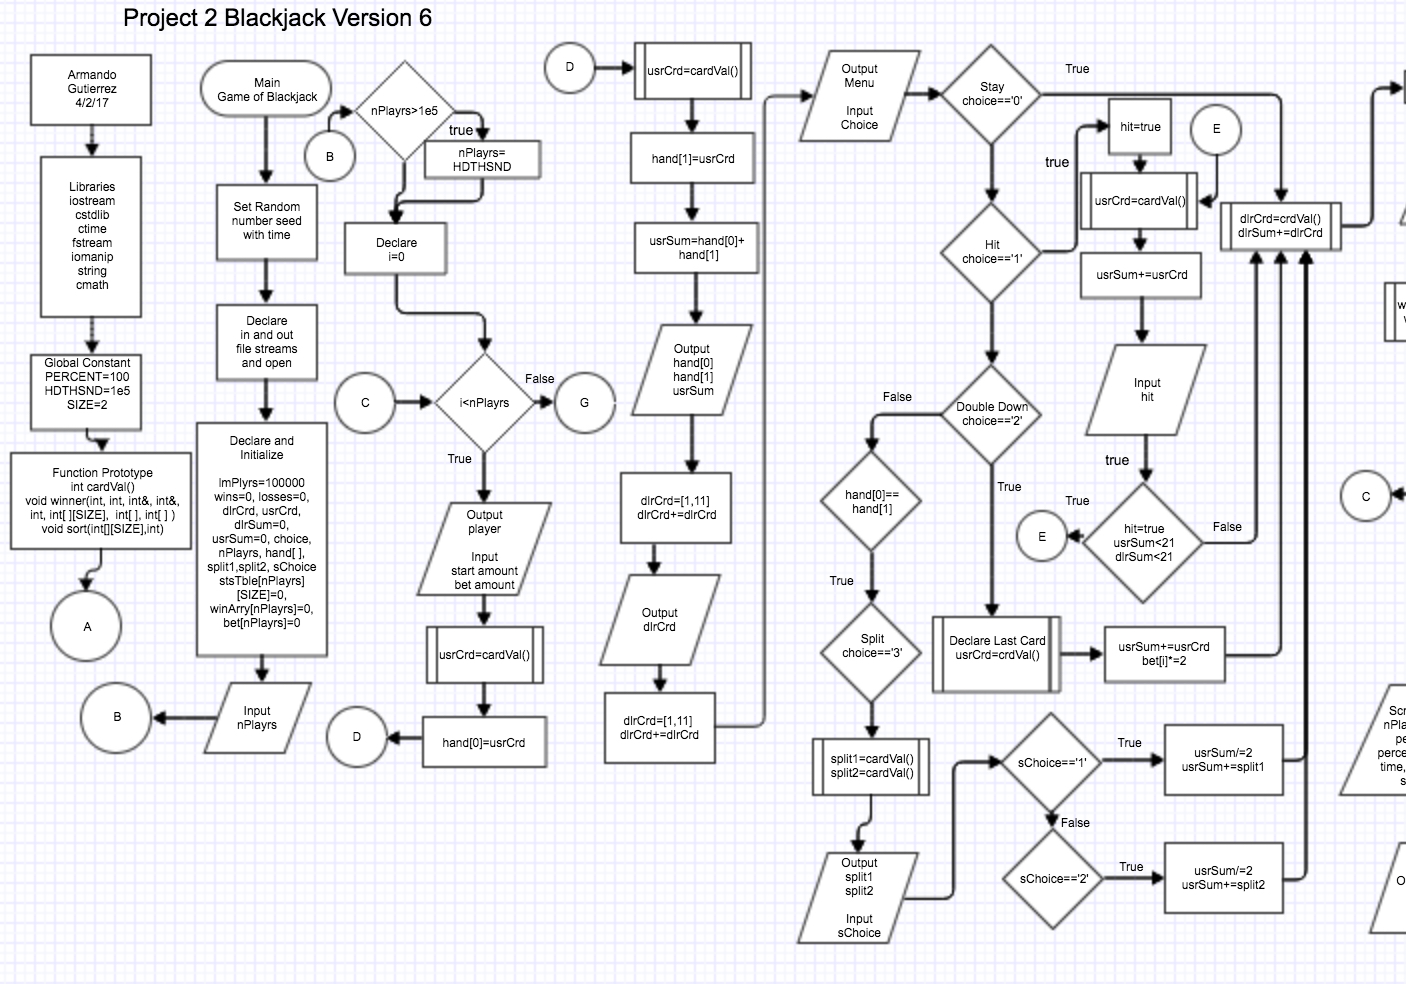 Project 2 Blackjack Version 6
Armando
Gutierrez
4/2/17
Libraries
iostream
cstdlib
ctime
fstream
iomanip
string
cmath
Global Constant
PERCENT=100
HDTHSND=1e5
SIZE=2
Function Prototype
int cardVal()
void winner(int, int, int&, int&,
int, int[ ][SIZE], int[ ], int[ ] )
void sort(int[][SIZE],int)
A
Main
Game of Blackjack
Set Random
number seed
with time
Declare
in and out
file streams
and open
Declare and
Initialize
lmPlyrs=100000
wins=0, losses=0,
dlrCrd, usrCrd,
dlrSum=0,
usrSum=0, choice,
nPlayrs, hand[ ],
split1,split2, sChoice
stsTble[nPlayrs]
[SIZE]=0,
winArry[nPlayrs]=0,
bet[nPlayrs]=0
Input
nPlayrs
B
B
nPlayrs>1e5
true
nPlayrs=
HDTHSND
Declare
i=0
C
i<nPlayrs
False
G
True
Output
player
Input
start amount
bet amount
usrCrd=cardVal()
hand[0]=usrCrd
D
D
usrCrd=cardVal()
hand[1]=usrCrd
usrSum=hand[0]+
hand[1]
Output
hand[0]
hand[1]
usrSum
dlrCrd=[1,11]
dlrCrd+=dlrCrd
Output
dlrCrd
dlrCrd=[1,11]
dlrCrd+=dlrCrd
Output
Menu
Input
Choice
Stay
choice=='0'
True
Hit
choice=='1'
true
hit=true
E
usrCrd=cardVal()
usrSum+=usrCrd
Input
hit
true
hit=true
usrSum<21
dlrSum<21
True
E
False
dlrCrd=crdVal()
dlrSum+=dlrCrd
Double Down
choice=='2'
False
True
hand[0]==
hand[1]
True
Split
choice=='3'
Declare Last Card
usrCrd=crdVal()
usrSum+=usrCrd
bet[i]*=2
split1=cardVal()
split2=cardVal()
Output
split1
split2
Input
sChoice
sChoice=='1'
True
usrSum/=2
usrSum+=split1
False
sChoice=='2'
True
usrSum/=2
usrSum+=split2
C